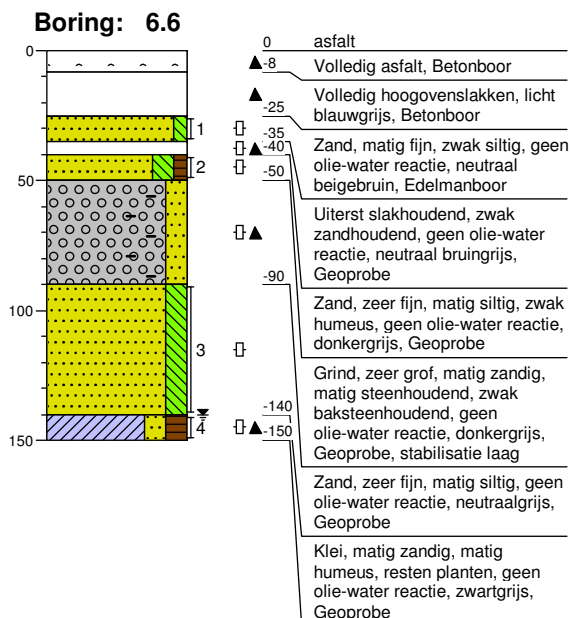 Boring: 6.6
0
50
100
150
1
2
3
4
0 asfalt
-8
Volledig asfalt, Betonboor
-25
Volledig hoogovenslakken, licht
blauwgrijs, Betonboor
-35
Zand, matig fijn, zwak siltig, geen
olie-water reactie, neutraal
beigebruin, Edelmanboor
-40
Uiterst slakhoudend, zwak
zandhoudend, geen olie-water
reactie, neutraal bruingrijs,
Geoprobe
-50
Zand, zeer fijn, matig siltig, zwak
humeus, geen olie-water reactie,
donkergrijs, Geoprobe
-90
Grind, zeer grof, matig zandig,
matig steenhoudend, zwak
baksteenhoudend, geen
olie-water reactie, donkergrijs,
Geoprobe, stabilisatie laag
-140
Zand, zeer fijn, matig siltig, geen
olie-water reactie, neutraalgrijs,
Geoprobe
-150
Klei, matig zandig, matig
humeus, resten planten, geen
olie-water reactie, zwartgrijs,
Geoprobe